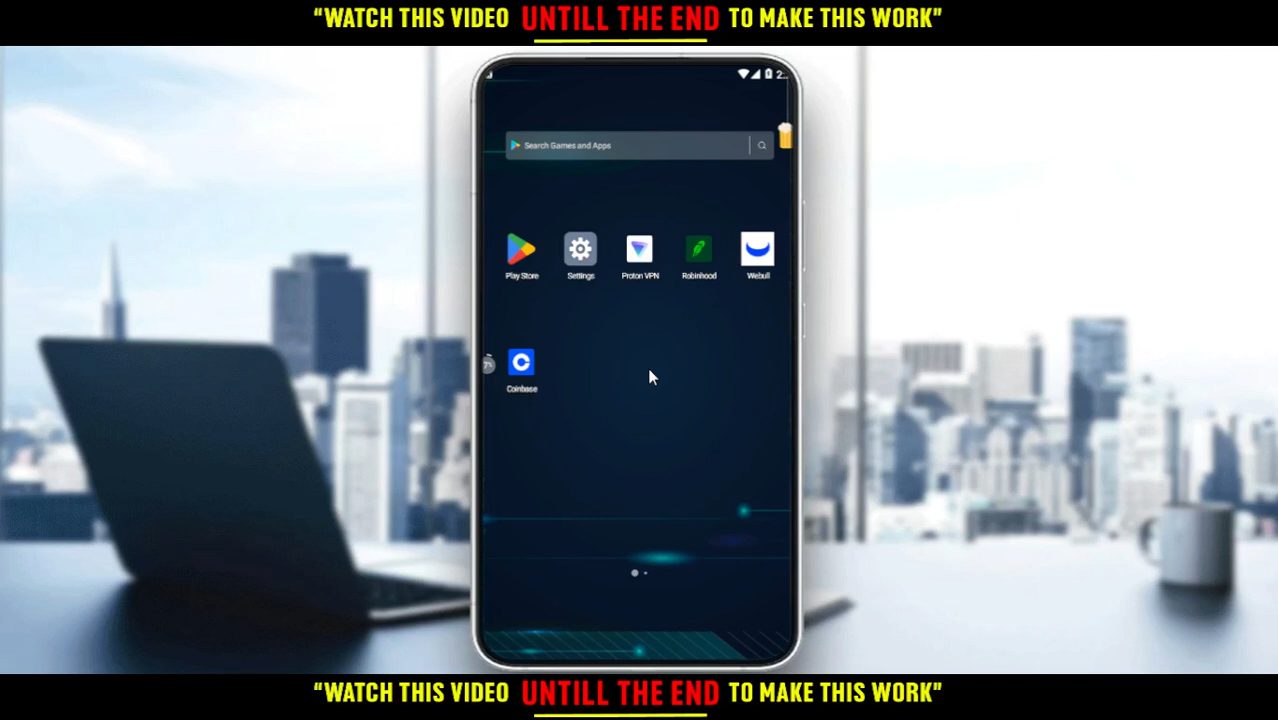 “WATCH THIS VIDEO UNTILL THE END TO MAKE THIS WORK”
2..
Search Games and Apps
Play Store Settings Proton VPN Robinhood Webull
Coinbase
“WATCH THIS VIDEO UNTILL THE END TO MAKE THIS WORK”